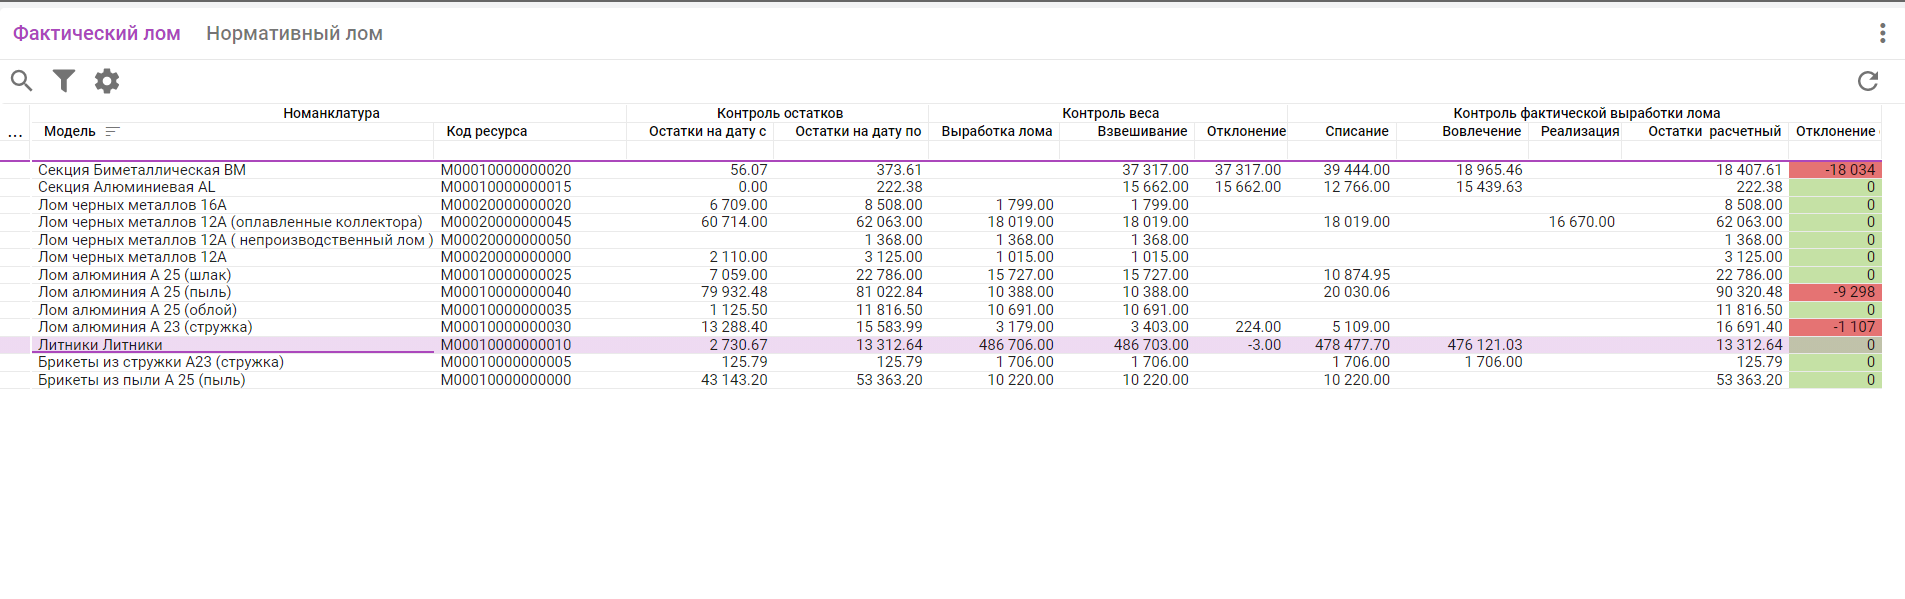 Фактический лом Нормативный лом
Номанклатура Контроль остатков Контроль веса Контроль фактической выработки лома
... Модель Код ресурса Остатки на дату с Остатки на дату по Выработка лома Взвешивание Отклонение Списание Вовлечение Реализация Остатки расчетный Отклонение
Секция Биметаллическая BM M00010000000020 56.07 373.61 37 317.00 37 317.00 39 444.00 18 965.46 18 407.61 -18 034
Секция Алюминиевая AL M00010000000015 0.00 222.38 15 662.00 15 662.00 12 766.00 15 439.63 222.38 0
Лом черных металлов 16А M00020000000020 6 709.00 8 508.00 1 799.00 1 799.00 8 508.00 0
Лом черных металлов 12А (оплавленные коллектора) M00020000000045 60 714.00 62 063.00 18 019.00 18 019.00 18 019.00 16 670.00 62 063.00 0
Лом черных металлов 12А ( непроизводственный лом ) M00020000000050 1 368.00 1 368.00 1 368.00 1 368.00 0
Лом черных металлов 12А M00020000000000 2 110.00 3 125.00 1 015.00 1 015.00 3 125.00 0
Лом алюминия А 25 (шлак) M00010000000025 7 059.00 22 786.00 15 727.00 15 727.00 10 874.95 22 786.00 0
Лом алюминия А 25 (пыль) M00010000000040 79 932.48 81 022.84 10 388.00 10 388.00 20 030.06 90 320.48 -9 298
Лом алюминия А 25 (облой) M00010000000035 1 125.50 11 816.50 10 691.00 10 691.00 11 816.50 0
Лом алюминия А 23 (стружка) M00010000000030 13 288.40 15 583.99 3 179.00 3 403.00 224.00 5 109.00 16 691.40 -1 107
Литники Литники M00010000000010 2 730.67 13 312.64 486 706.00 486 703.00 -3.00 478 477.70 476 121.03 13 312.64 0
Брикеты из стружки А23 (стружка) M00010000000005 125.79 125.79 1 706.00 1 706.00 1 706.00 1 706.00 125.79 0
Брикеты из пыли А 25 (пыль) M00010000000000 43 143.20 53 363.20 10 220.00 10 220.00 10 220.00 53 363.20 0